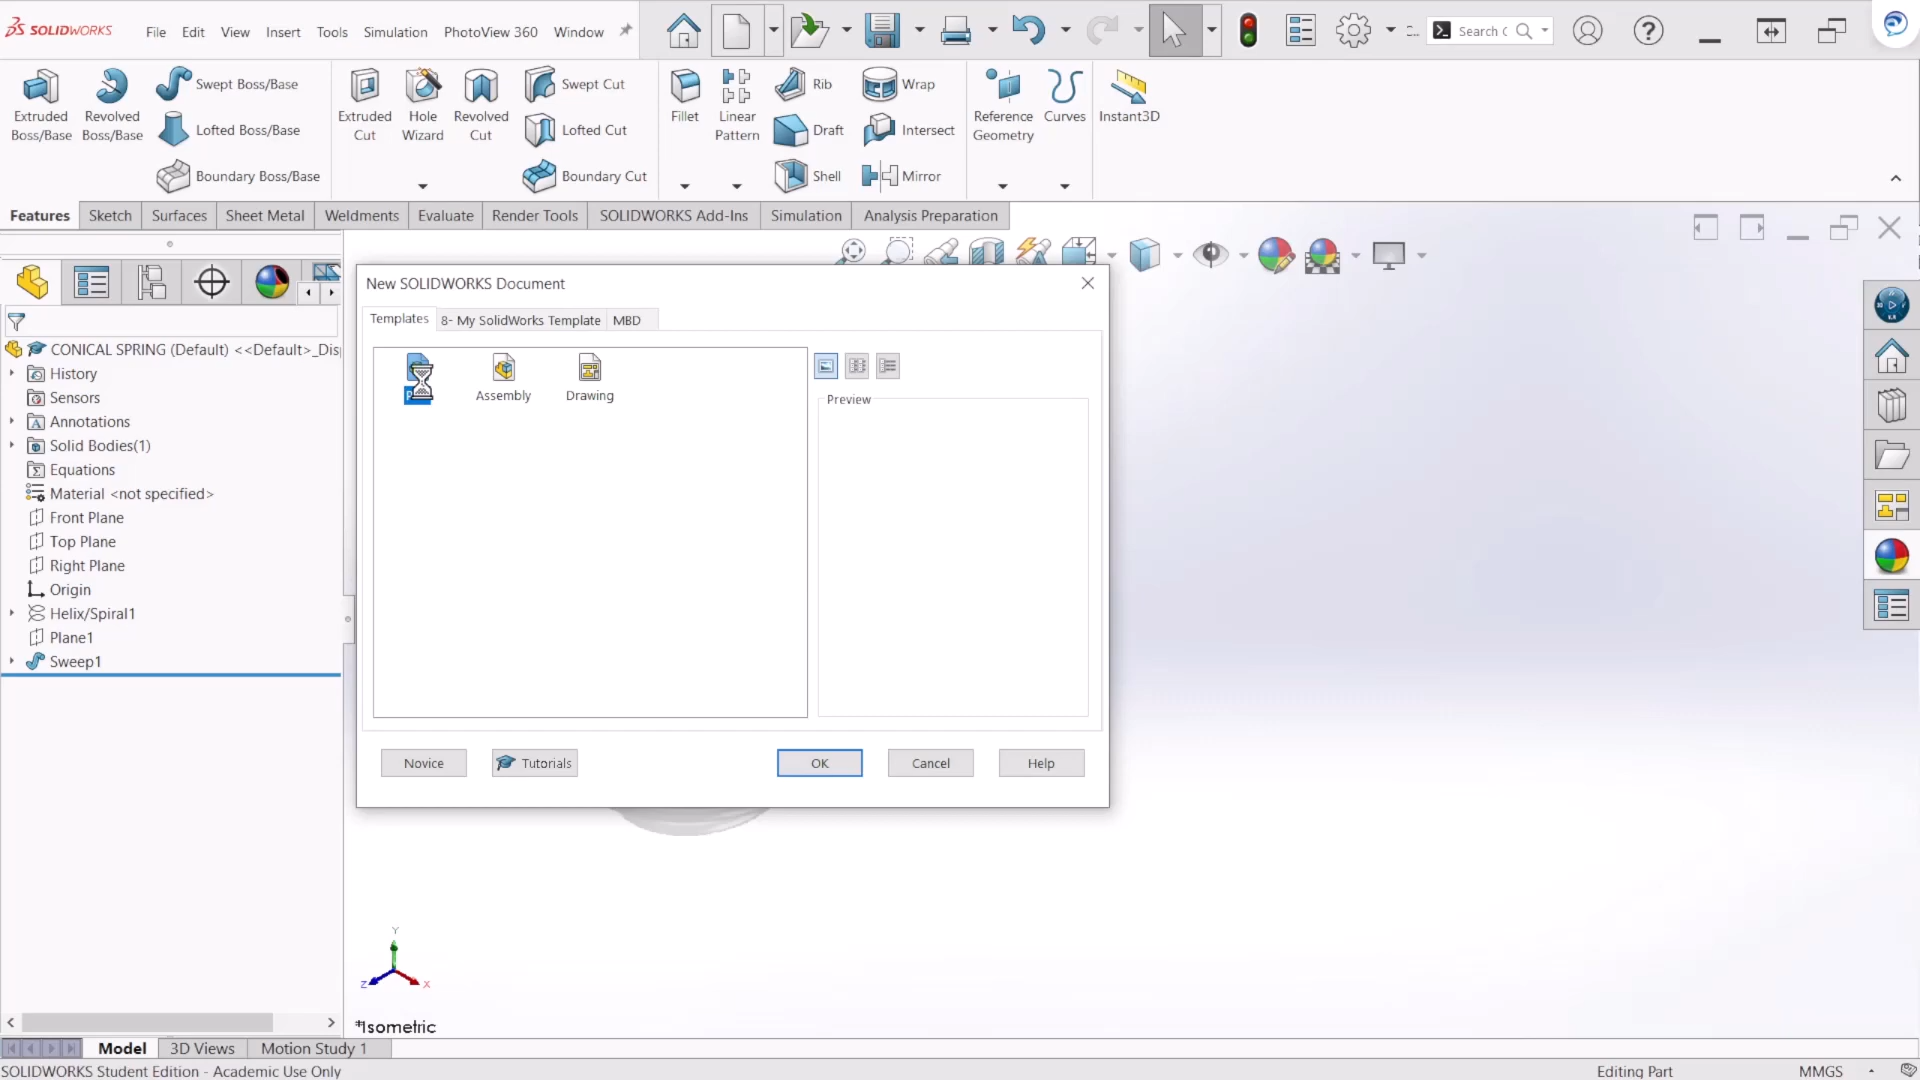 SOLIDWORKS
File Edit View Insert Tools Simulation PhotoView 360 Window
Search
Extruded Boss/Base
Revolved Boss/Base
Swept Boss/Base
Lofted Boss/Base
Boundary Boss/Base
Extruded Cut
Hole Wizard
Revolved Cut
Swept Cut
Lofted Cut
Boundary Cut
Fillet
Linear Pattern
Rib
Draft
Shell
Wrap
Intersect
Mirror
Reference Geometry
Curves
Instant3D
Features Sketch Surfaces Sheet Metal Weldments Evaluate Render Tools SOLIDWORKS Add-Ins Simulation Analysis Preparation
CONICAL SPRING (Default) <<Default>_Dis
History
Sensors
Annotations
Solid Bodies(1)
Equations
Material <not specified>
Front Plane
Top Plane
Right Plane
Origin
Helix/Spiral1
Plane1
Sweep1
New SOLIDWORKS Document
Templates 8- My SolidWorks Template MBD
Assembly
Drawing
Preview
Novice Tutorials OK Cancel Help
Y
Z X
*Isometric
Model 3D Views Motion Study 1
SOLIDWORKS Student Edition - Academic Use Only
Editing Part MMGS